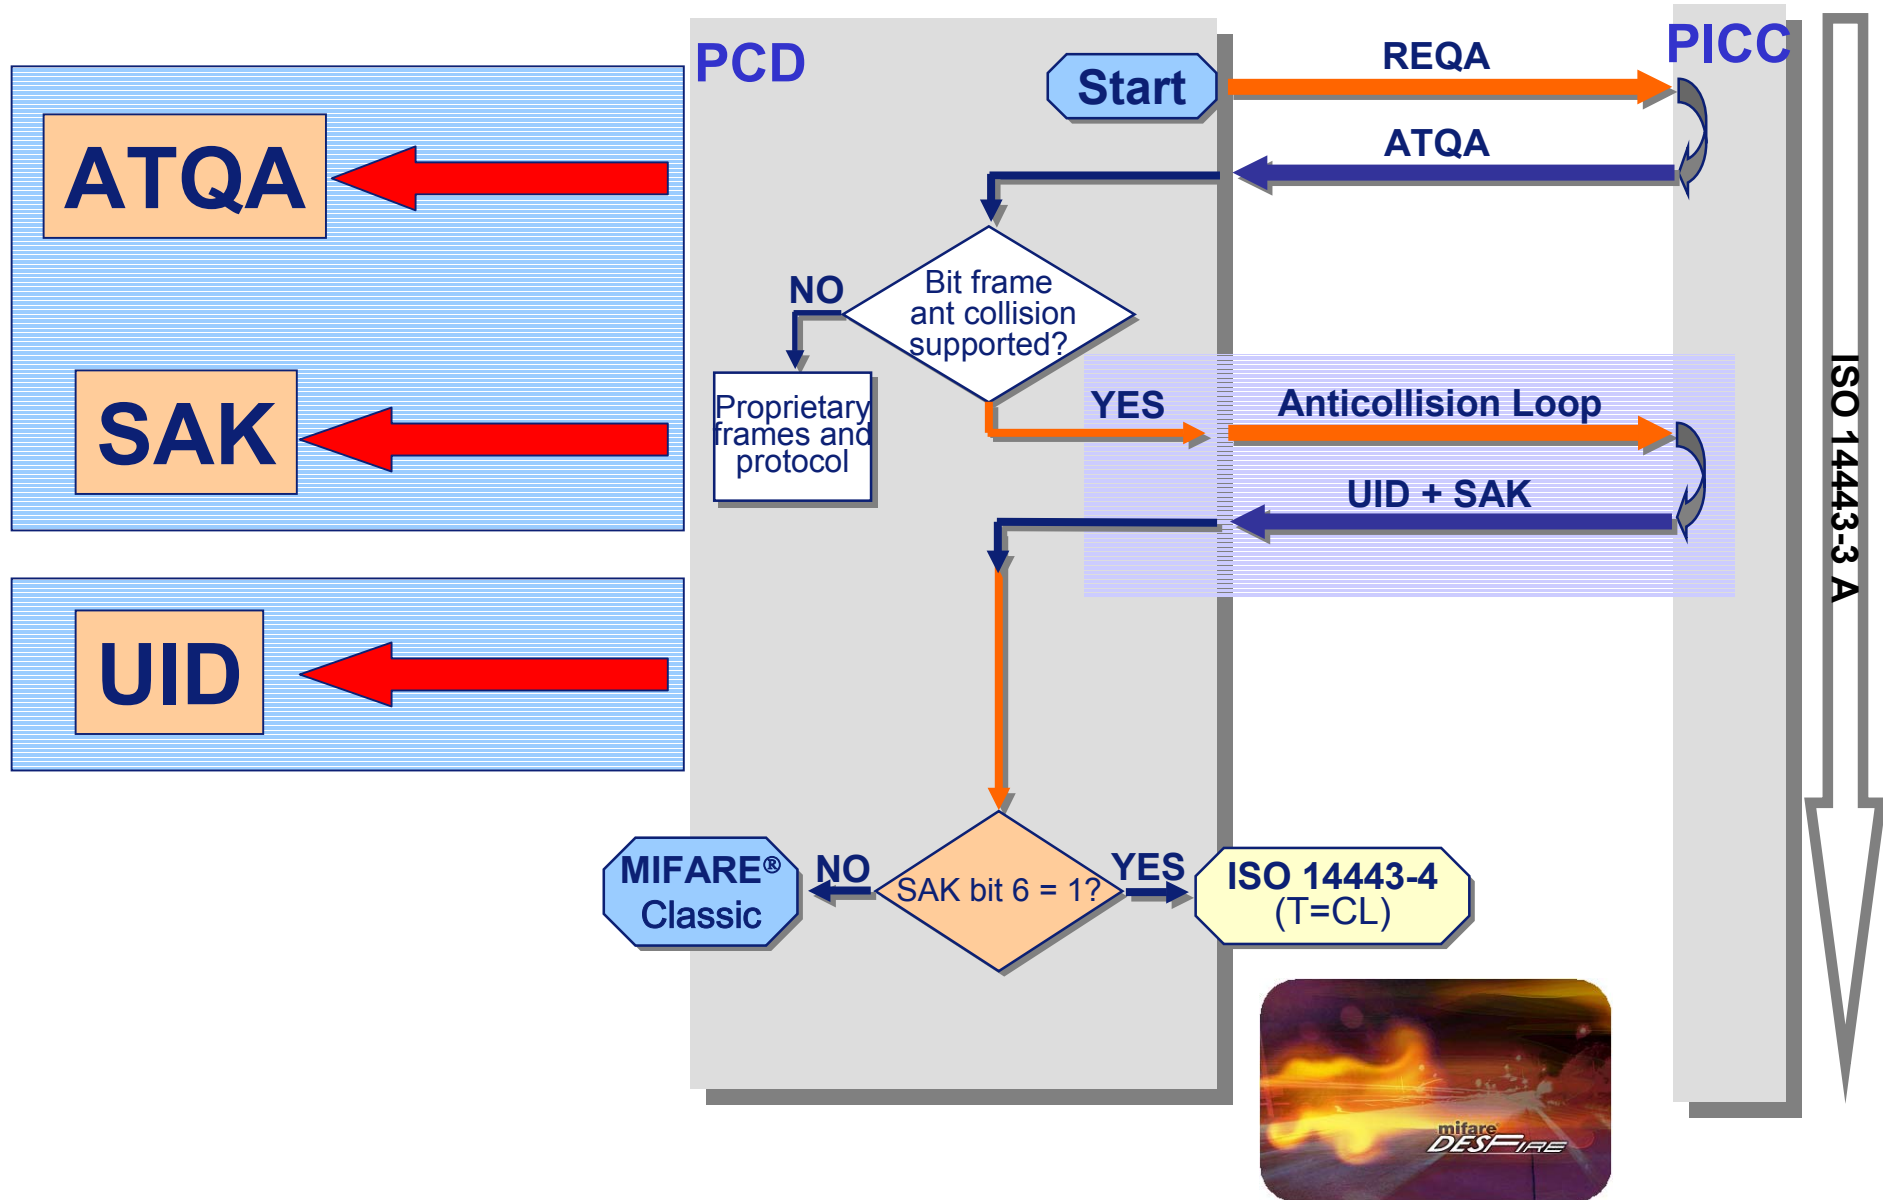 PCD
PICC
Start
REQA
ATQA
ATQA
Bit frame
ant collision
supported?
NO
Proprietary
frames and
protocol
YES
Anticollision Loop
SAK
UID + SAK
ISO 14443-3 A
UID
MIFARE®
Classic
NO
SAK bit 6 = 1?
YES
ISO 14443-4
(T=CL)
mifare
DESFIRE